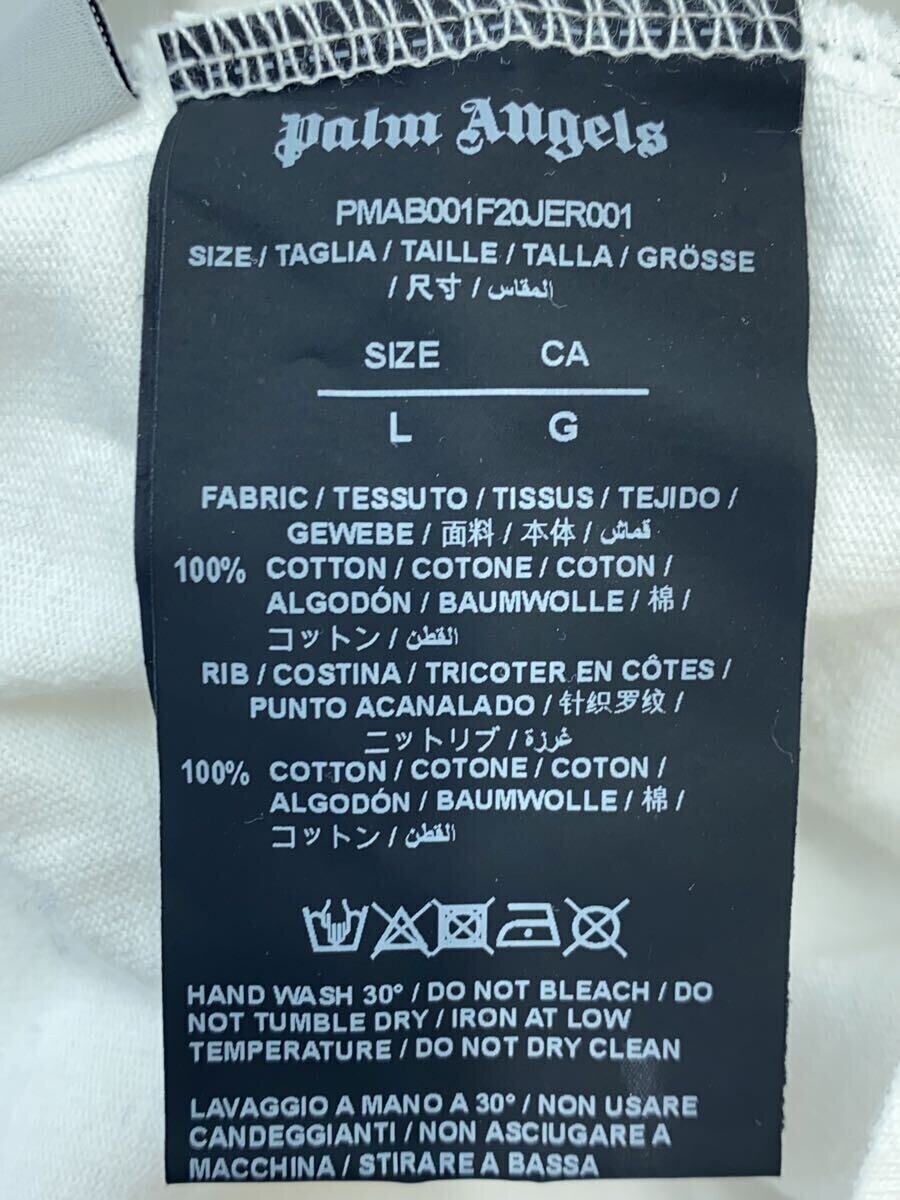 Palm Angels
PMAB001F20JER001
SIZE / TAGLIA / TAILLE / TALLA / GRÖSSE
/ 尺寸 / المقاس
SIZE CA
L G
FABRIC / TESSUTO / TISSUS / TEJIDO /
GEWEBE / 面料 / 本体 / قماش
100% COTTON / COTONE / COTON /
ALGODÓN / BAUMWOLLE / 棉 /
コットン / القطن
RIB / COSTINA / TRICOTER EN CÔTES /
PUNTO ACANALADO / 针织罗纹 /
ニットリブ / غرزة
100% COTTON / COTONE / COTON /
ALGODÓN / BAUMWOLLE / 棉 /
コットン / القطن
HAND WASH 30° / DO NOT BLEACH / DO
NOT TUMBLE DRY / IRON AT LOW
TEMPERATURE / DO NOT DRY CLEAN
LAVAGGIO A MANO A 30° / NON USARE
CANDEGGIANTI / NON ASCIUGARE A
MACCHINA / STIRARE A BASSA